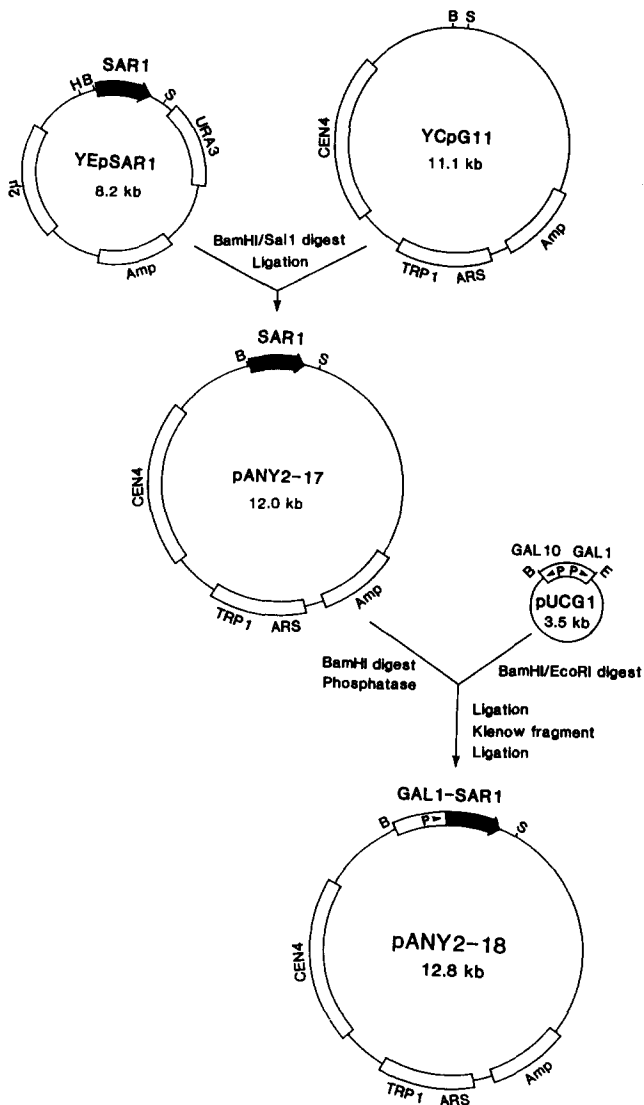 SAR1
HB
S
URA3
YEpSAR1
8.2 kb
2μ
Amp
B S
CEN4
YCpG11
11.1 kb
Amp
TRP1 ARS
BamHI/Sal1 digest
Ligation
SAR1
B
S
CEN4
pANY2-17
12.0 kb
Amp
TRP1 ARS
GAL10 GAL1
B
P P
E
pUCG1
3.5 kb
BamHI digest
Phosphatase
BamHI/EcoRI digest
Ligation
Klenow fragment
Ligation
GAL1-SAR1
B
P
S
CEN4
pANY2-18
12.8 kb
Amp
TRP1 ARS